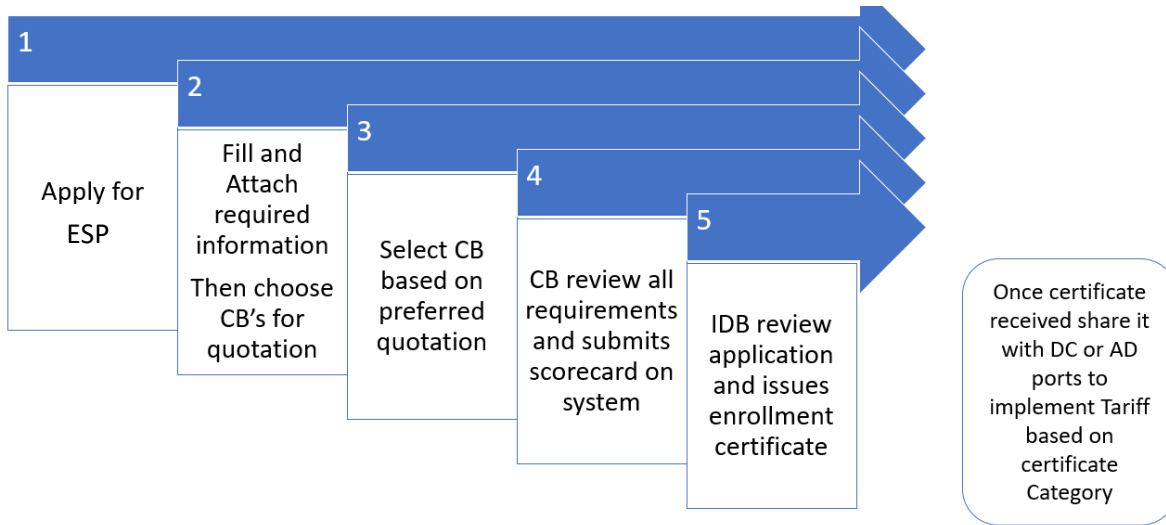 1
Apply for
ESP
2
Fill and
Attach
required
information
Then choose
CB's for
quotation
3
Select CB
based on
preferred
quotation
4
CB review all
requirements
and submits
scorecard on
system
5
IDB review
application
and issues
enrollment
certificate
Once certificate
received share it
with DC or AD
ports to
implement Tariff
based on
certificate
Category